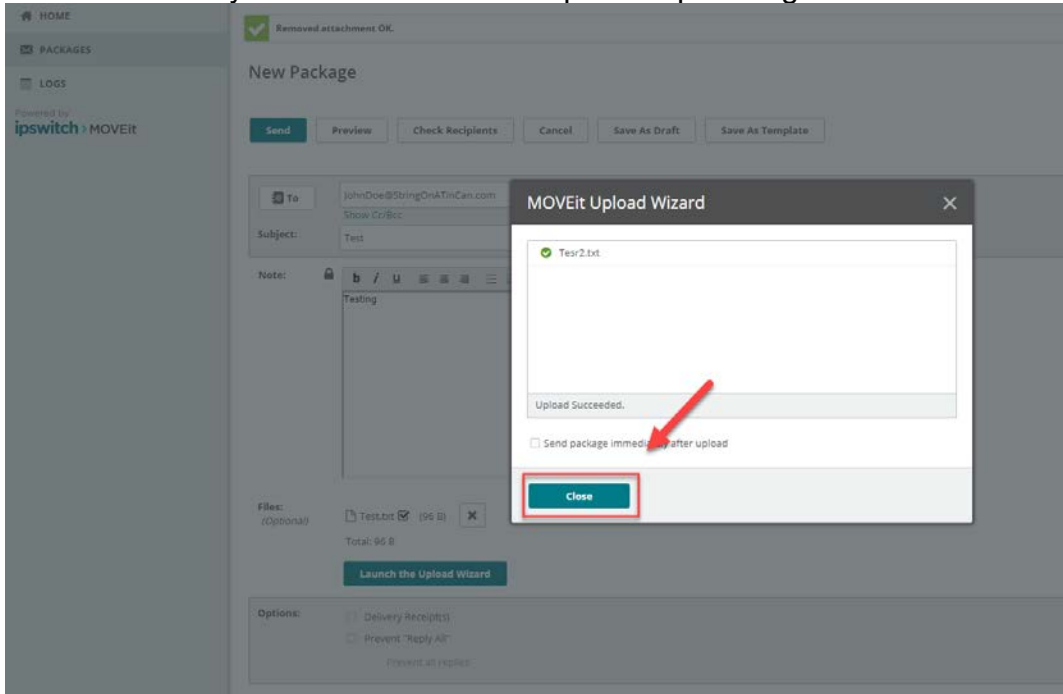 HOME
PACKAGES
LOGS
Powered by
ipswitch MOVEit
Removed attachment OK.
New Package
Send Preview Check Recipients Cancel Save As Draft Save As Template
To JohnDoe@StringOnATinCan.com
Show Cc/Bcc
Subject: Test
Note: b / u
Testing
MOVEit Upload Wizard
Tesr2.txt
Upload Succeeded.
Send package immedia after upload
Close
Files:
(Optional)
Test.txt (96 B)
Total: 96 B
Launch the Upload Wizard
Options:
Delivery Receipt(s)
Prevent "Reply All"
Prevent all replies